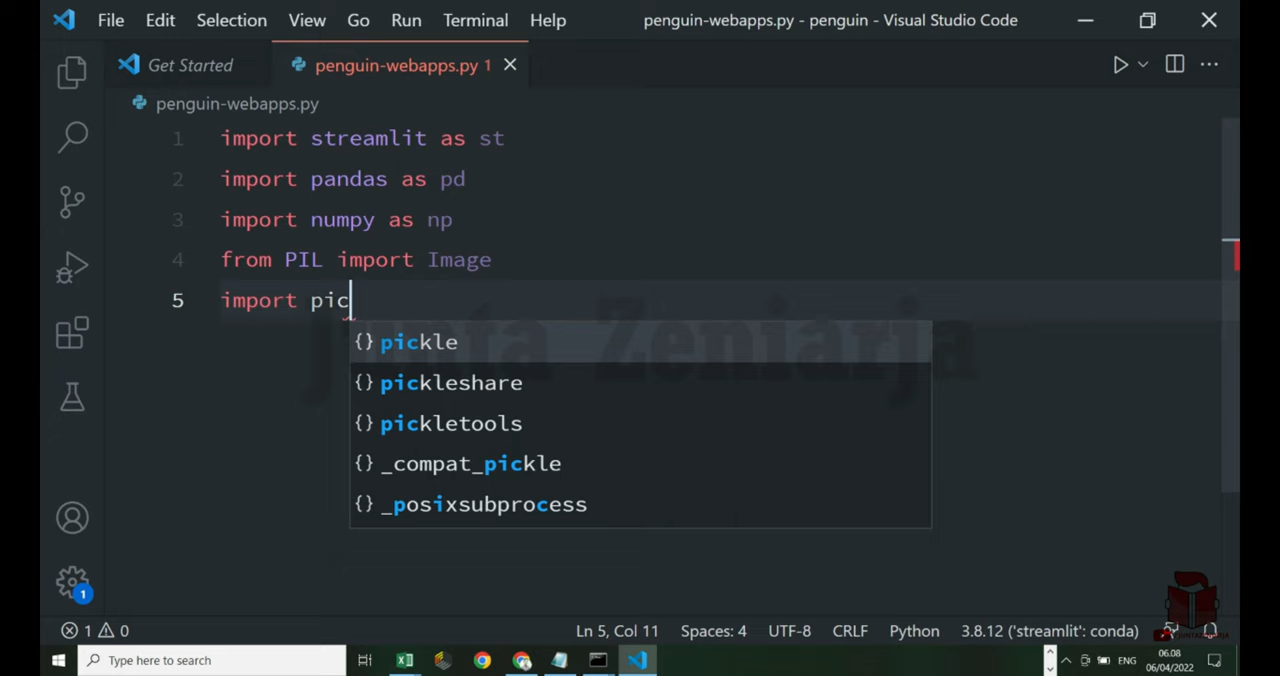 File Edit Selection View Go Run Terminal Help penguin-webapps.py - penguin - Visual Studio Code
Get Started penguin-webapps.py 1
penguin-webapps.py
1 import streamlit as st
2 import pandas as pd
3 import numpy as np
4 from PIL import Image
5 import pic
Junta Zeniarja
{} pickle
{} pickleshare
{} pickletools
{} _compat_pickle
{} _posixsubprocess
1
1 0 Ln 5, Col 11 Spaces: 4 UTF-8 CRLF Python 3.8.12 ('streamlit': conda)
Type here to search ENG 06.08
06/04/2022